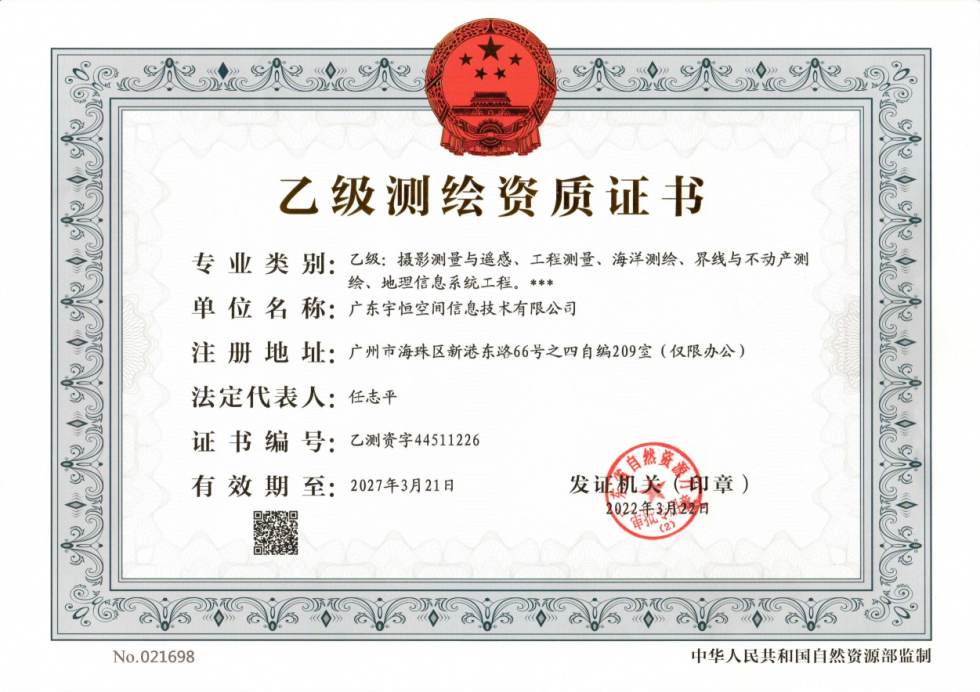 乙级测绘资质证书
专业类别：乙级：摄影测量与遥感、工程测量、海洋测绘、界线与不动产测
绘、地理信息系统工程。***
单位名称：广东宇恒空间信息技术有限公司
注册地址：广州市海珠区新港东路66号之四自编209室（仅限办公）
法定代表人：任志平
证书编号：乙测资字44511226
有效期至：2027年3月21日
发证机关（印章）
2022年3月22日
省自然资源厅
审批专用章
(2)
No.021698
中华人民共和国自然资源部监制